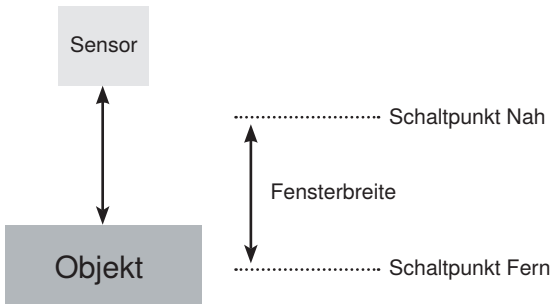 Sensor
Schaltpunkt Nah
Fensterbreite
Objekt
Schaltpunkt Fern